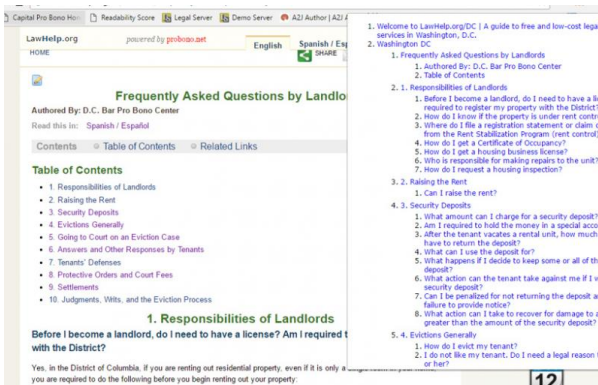 Capital Pro Bono Hon
Readability Score
Legal Server
Demo Server
A2J Author | A2J A
LawHelp.org
powered by probono.net
English
Spanish / Esp
HOME
SHARE
Frequently Asked Questions by Landlo
Authored By: D.C. Bar Pro Bono Center
Read this in: Spanish / Español
Contents
Table of Contents
Related Links
Table of Contents
1. Responsibilities of Landlords
2. Raising the Rent
3. Security Deposits
4. Evictions Generally
5. Going to Court on an Eviction Case
6. Answers and Other Responses by Tenants
7. Tenants' Defenses
8. Protective Orders and Court Fees
9. Settlements
10. Judgments, Writs, and the Eviction Process
1. Responsibilities of Landlords
Before I become a landlord, do I need to have a license? Am I required t
with the District?
Yes, in the District of Columbia, if you are renting out residential property, even if it is only a
you are required to do the following before you begin renting out your property:
1. Welcome to LawHelp.org/DC | A guide to free and low-cost lega
services in Washington, D.C.
2. Washington DC
1. Frequently Asked Questions by Landlords
1. Authored By: D.C. Bar Pro Bono Center
2. Table of Contents
2. 1. Responsibilities of Landlords
1. Before I become a landlord, do I need to have a li
required to register my property with the District?
2. How do I know if the property is under rent contro
3. Where do I file a registration statement or claim o
from the Rent Stabilization Program (rent control)
4. How do I get a Certificate of Occupancy?
5. How do I get a housing business license?
6. Who is responsible for making repairs to the unit?
7. How do I request a housing inspection?
3. 2. Raising the Rent
1. Can I raise the rent?
4. 3. Security Deposits
1. What amount can I charge for a security deposit?
2. Am I required to hold the money in a special acco
3. After the tenant vacates a rental unit, how much
have to return the deposit?
4. What can I use the deposit for?
5. What happens if I decide to keep some or all of th
deposit?
6. What action can the tenant take against me if I w
security deposit?
7. Can I be penalized for not returning the deposit a
failure to provide notice?
8. What action can I take to recover for damage to a
greater than the amount of the security deposit?
5. 4. Evictions Generally
1. How do I evict my tenant?
2. I do not like my tenant. Do I need a legal reason
or her?
12